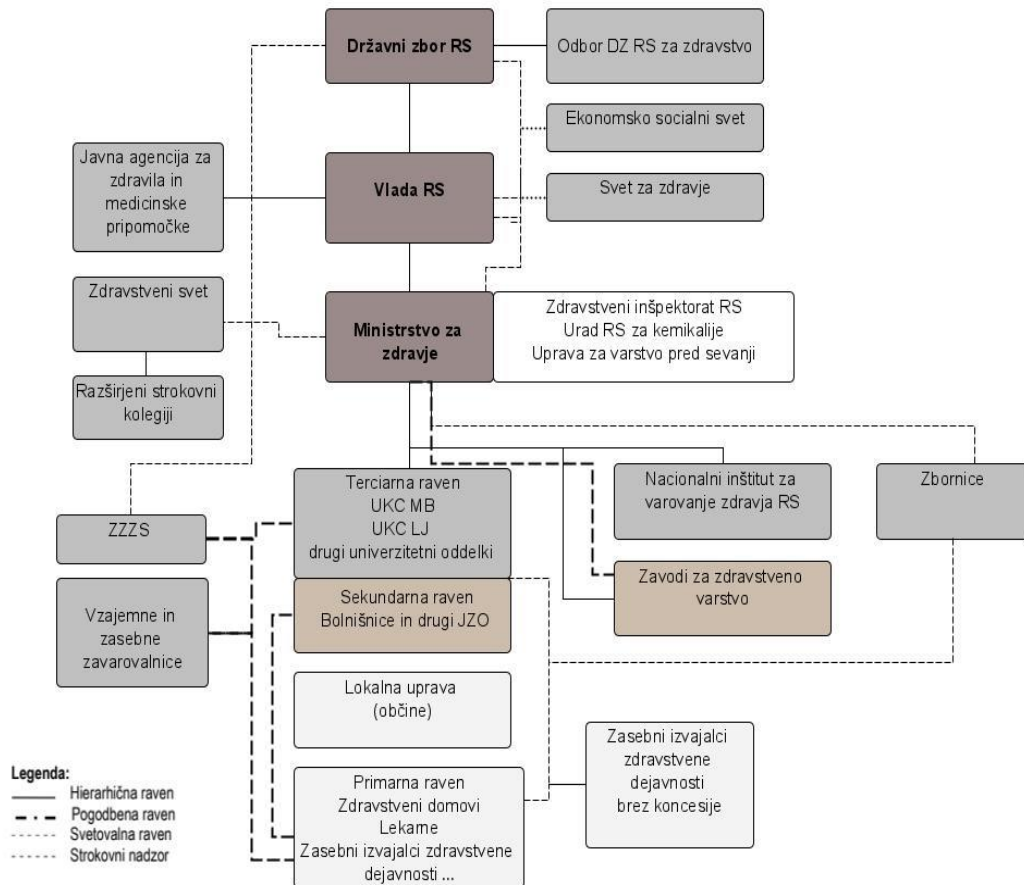 Državni zbor RS
Odbor DZ RS za zdravstvo
Ekonomsko socialni svet
Javna agencija za
zdravila in
medicinske
pripomočke
Vlada RS
Svet za zdravje
Zdravstveni svet
Ministrstvo za
zdravje
Zdravstveni inšpektorat RS
Urad RS za kemikalije
Uprava za varstvo pred sevanji
Razširjeni strokovni
kolegiji
Terciarna raven
UKC MB
UKC LJ
drugi univerzitetni oddelki
Nacionalni inštitut za
varovanje zdravja RS
Zbornice
ZZZS
Sekundarna raven
Bolnišnice in drugi JZO
Zavodi za zdravstveno
varstvo
Vzajemne in
zasebne
zavarovalnice
Lokalna uprava
(občine)
Zasebni izvajalci
zdravstvene
dejavnosti
brez koncesije
Primarna raven
Zdravstveni domovi
Lekarne
Zasebni izvajalci zdravstvene
dejavnosti ...
Legenda:
Hierarhična raven
Pogodbena raven
Svetovalna raven
Strokovni nadzor